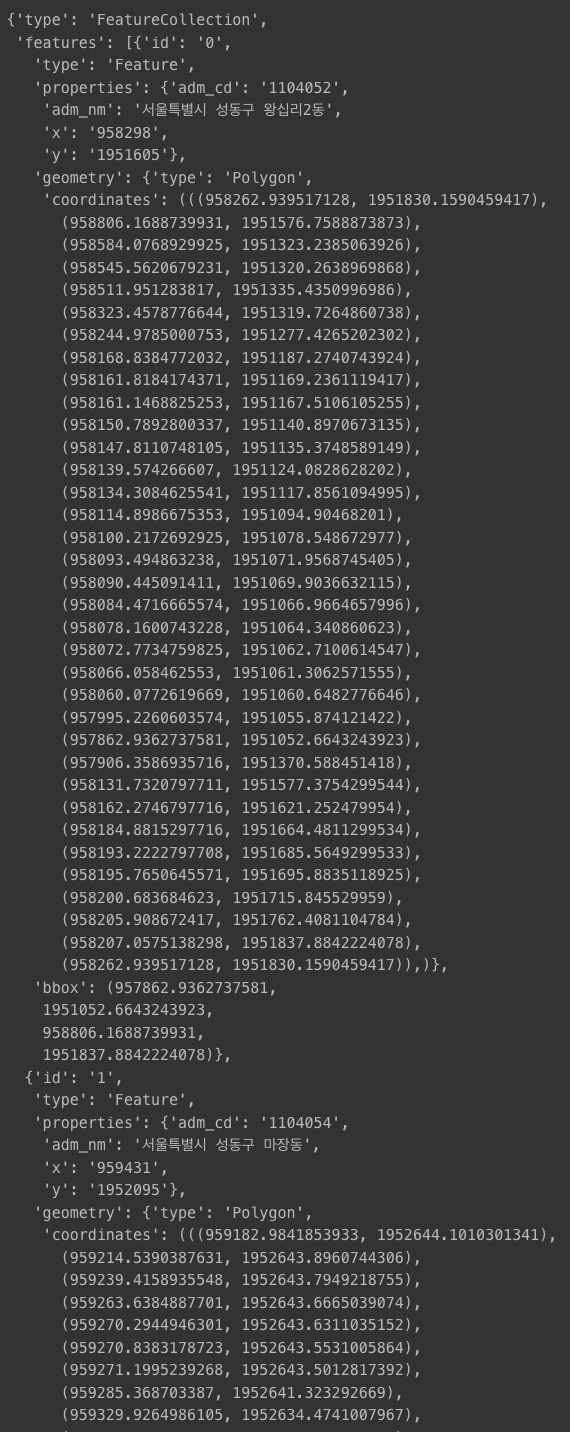 {'type': 'FeatureCollection',
'features': [{'id': '0',
'type': 'Feature',
'properties': {'adm_cd': '1104052',
'adm_nm': '서울특별시 성동구 왕십리2동',
'x': '958298',
'y': '1951605'},
'geometry': {'type': 'Polygon',
'coordinates': (((958262.939517128, 1951830.1590459417),
(958806.1688739931, 1951576.7588873873),
(958584.0768929925, 1951323.2385063926),
(958545.5620679231, 1951320.2638969868),
(958511.951283817, 1951335.4350996986),
(958323.4578776644, 1951319.7264860738),
(958244.9785000753, 1951277.4265202302),
(958168.8384772032, 1951187.2740743924),
(958161.8184174371, 1951169.2361119417),
(958161.1468825253, 1951167.5106105255),
(958150.7892800337, 1951140.8970673135),
(958147.8110748105, 1951135.3748589149),
(958139.574266607, 1951124.0828628202),
(958134.3084625541, 1951117.8561094995),
(958114.8986675353, 1951094.90468201),
(958100.2172692925, 1951078.548672977),
(958093.494863238, 1951071.9568745405),
(958090.445091411, 1951069.9036632115),
(958084.4716665574, 1951066.9664657996),
(958078.1600743228, 1951064.340860623),
(958072.7734759825, 1951062.7100614547),
(958066.058462553, 1951061.3062571555),
(958060.0772619669, 1951060.6482776646),
(957995.2260603574, 1951055.874121422),
(957862.9362737581, 1951052.6643243923),
(957906.3586935716, 1951370.588451418),
(958131.7320797711, 1951577.3754299544),
(958162.2746797716, 1951621.252479954),
(958184.8815297716, 1951664.4811299534),
(958193.2222797708, 1951685.5649299533),
(958195.7650645571, 1951695.8835118925),
(958200.683684623, 1951715.845529959),
(958205.908672417, 1951762.4081104784),
(958207.0575138298, 1951837.8842224078),
(958262.939517128, 1951830.1590459417)),)},
'bbox': (957862.9362737581,
1951052.6643243923,
958806.1688739931,
1951837.8842224078)},
{'id': '1',
'type': 'Feature',
'properties': {'adm_cd': '1104054',
'adm_nm': '서울특별시 성동구 마장동',
'x': '959431',
'y': '1952095'},
'geometry': {'type': 'Polygon',
'coordinates': (((959182.9841853933, 1952644.1010301341),
(959214.5390387631, 1952643.8960744306),
(959239.4158935548, 1952643.7949218755),
(959263.6384887701, 1952643.6665039074),
(959270.2944946301, 1952643.6311035152),
(959270.8383178723, 1952643.5531005864),
(959271.1995239268, 1952643.5012817392),
(959285.368703387, 1952641.323292669),
(959329.9264986105, 1952634.4741007967),